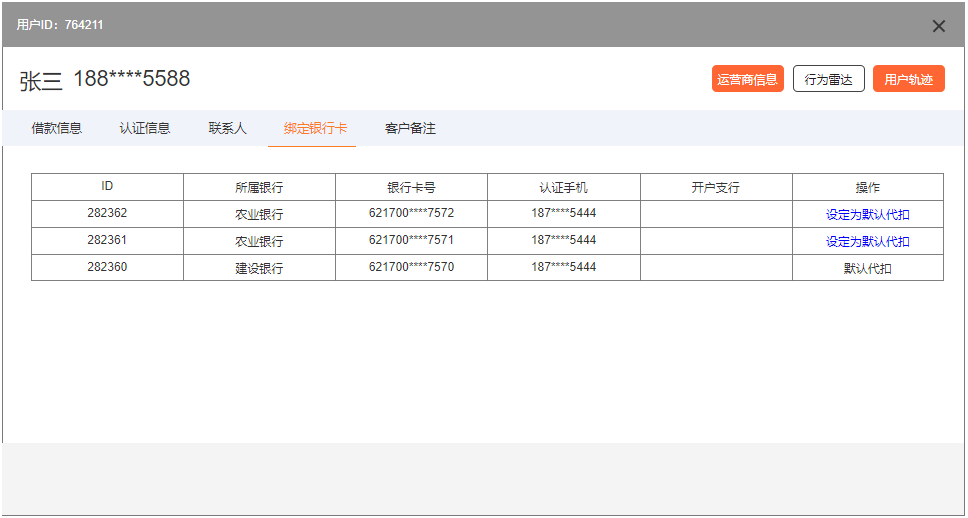 用户ID：764211
张三 188****5588
运营商信息 行为雷达 用户轨迹
借款信息 认证信息 联系人 绑定银行卡 客户备注
ID 所属银行 银行卡号 认证手机 开户支行 操作
282362 农业银行 621700****7572 187****5444 设定为默认代扣
282361 农业银行 621700****7571 187****5444 设定为默认代扣
282360 建设银行 621700****7570 187****5444 默认代扣